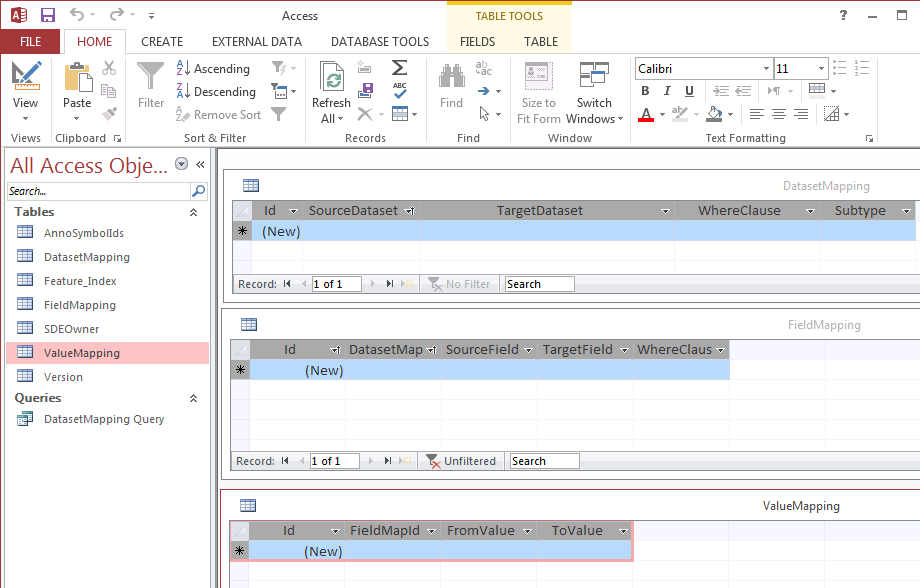 Access
TABLE TOOLS
?
FILE
HOME
CREATE
EXTERNAL DATA
DATABASE TOOLS
FIELDS
TABLE
View
Paste
Filter
Ascending
Descending
Remove Sort
Refresh
All
ABC
Find
ab
ac
Size to
Fit Form
Switch
Windows
Calibri
11
B I U
A
ab
Views
Clipboard
Sort & Filter
Records
Find
Window
Text Formatting
All Access Obje...
Search...
Tables
AnnoSymbolIds
DatasetMapping
Feature_Index
FieldMapping
SDEOwner
ValueMapping
Version
Queries
DatasetMapping Query
DatasetMapping
Id SourceDataset TargetDataset WhereClause Subtype
(New)
Record: 1 of 1 No Filter Search
FieldMapping
Id DatasetMap SourceField TargetField WhereClaus
(New)
Record: 1 of 1 Unfiltered Search
ValueMapping
Id FieldMapId FromValue ToValue
(New)